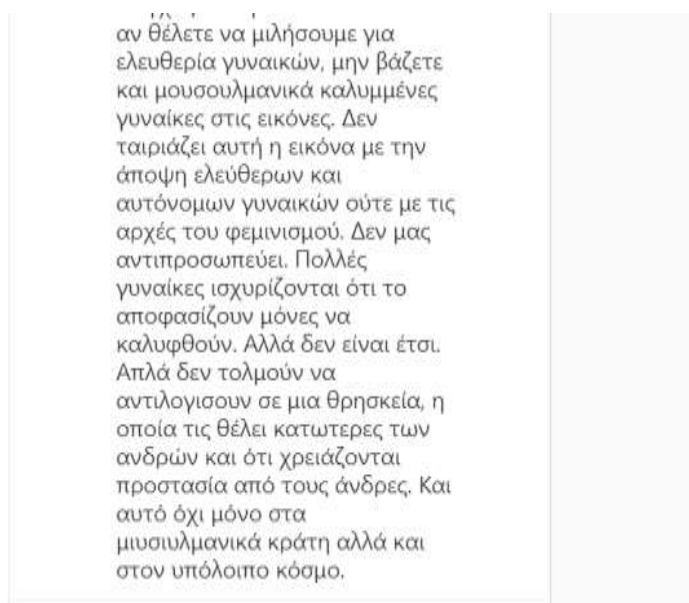 αν θέλετε να μιλήσουμε για
ελευθερία γυναικών, μην βάζετε
και μουσουλμανικά καλυμμένες
γυναίκες στις εικόνες. Δεν
ταιριάζει αυτή η εικόνα με την
άποψη ελεύθερων και
αυτόνομων γυναικών ούτε με τις
αρχές του φεμινισμού. Δεν μας
αντιπροσωπεύει. Πολλές
γυναίκες ισχυρίζονται ότι το
αποφασίζουν μόνες να
καλυφθούν. Αλλά δεν είναι έτσι.
Απλά δεν τολμούν να
αντιλογισουν σε μια θρησκεία, η
οποία τις θέλει κατωτερες των
ανδρών και ότι χρειάζονται
προστασία από τους άνδρες. Και
αυτό όχι μόνο στα
μιυσιυλμανικά κράτη αλλά και
στον υπόλοιπο κόσμο.